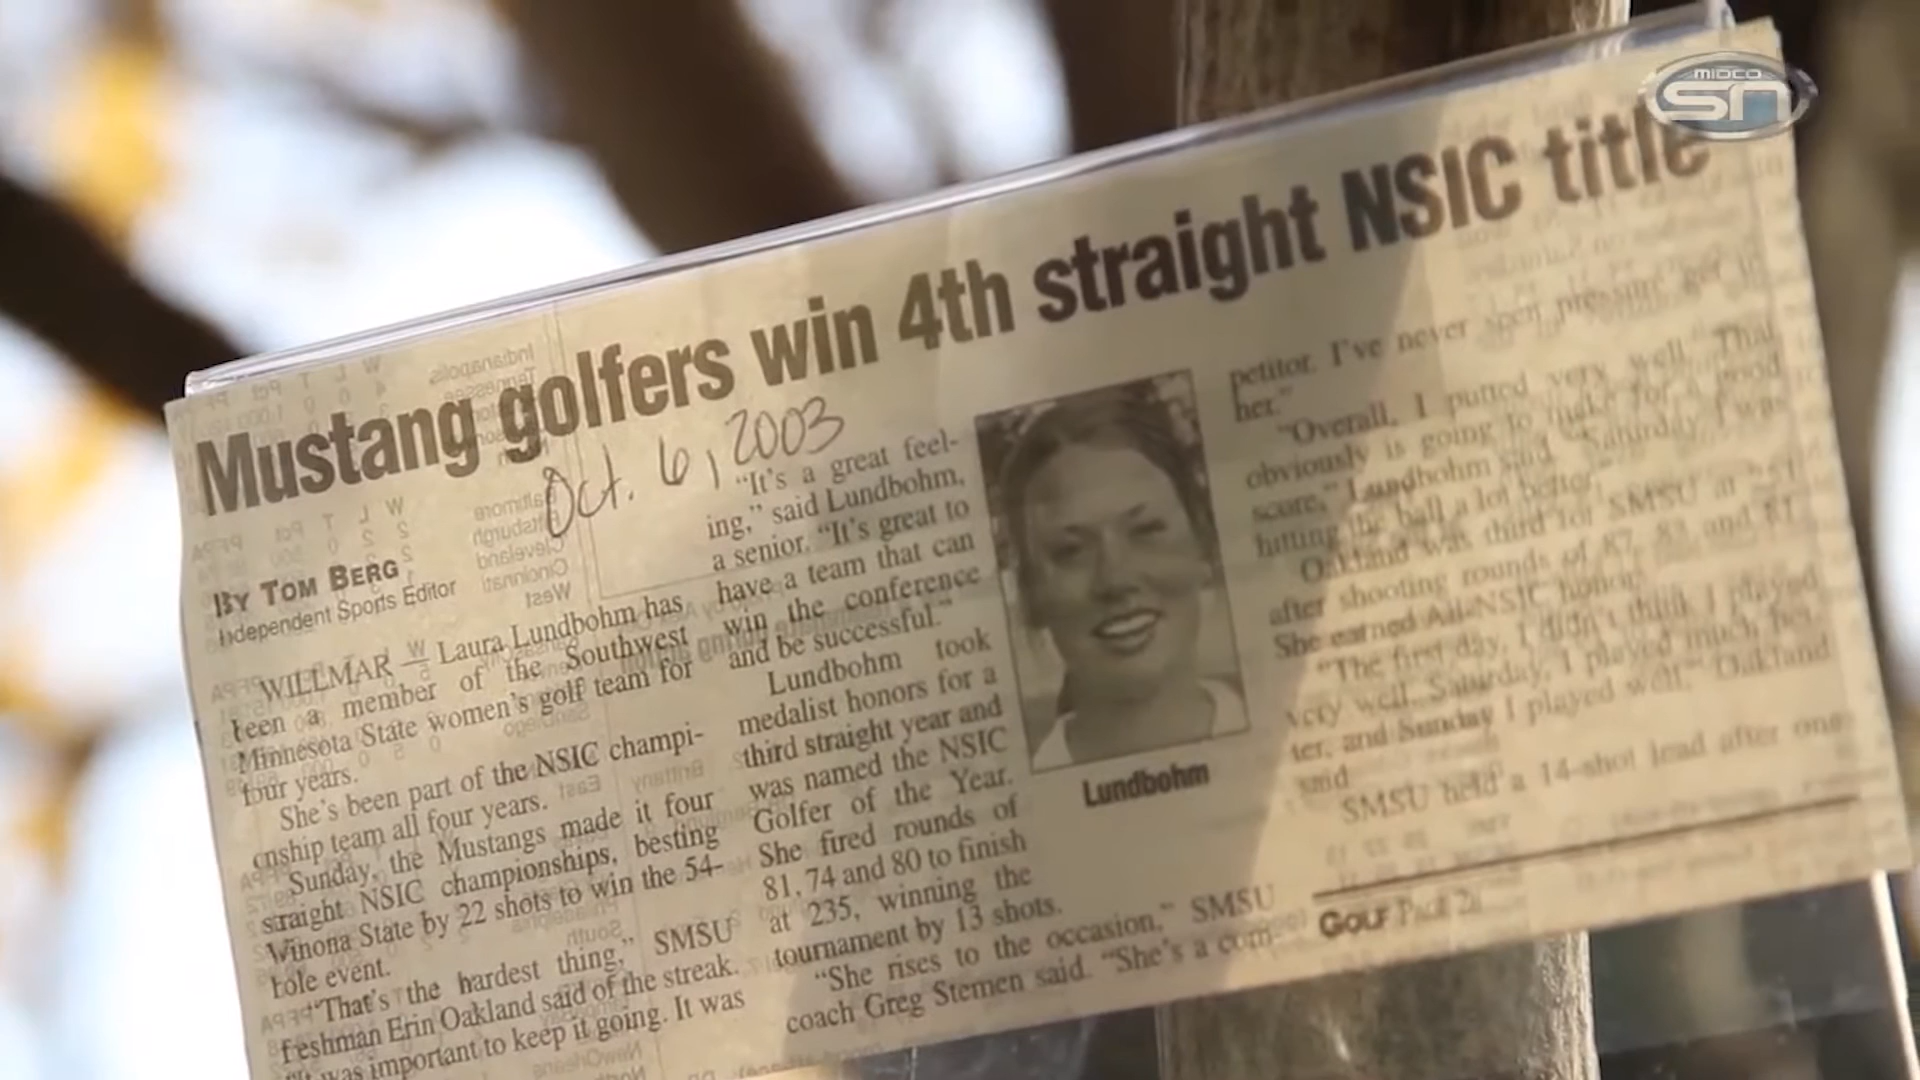 MIDCO
SN
Mustang golfers win 4th straight NSIC title
Oct. 6, 2003
BY TOM BERG
Independent Sports Editor
WILLMAR — Laura Lundbohm has
been a member of the Southwest
Minnesota State women's golf team for
four years.
She's been part of the NSIC champi-
onship team all four years.
Sunday, the Mustangs made it four
straight NSIC championships, besting
Winona State by 22 shots to win the 54-
hole event.
"That's the hardest thing," SMSU
freshman Erin Oakland said of the streak.
"It was important to keep it going. It was
"It's a great feel-
ing," said Lundbohm,
a senior. "It's great to
have a team that can
win the conference
and be successful."
Lundbohm took
medalist honors for a
third straight year and
was named the NSIC
Golfer of the Year.
She fired rounds of
81, 74 and 80 to finish
at 235, winning the
tournament by 13 shots.
"She rises to the occasion," SMSU
coach Greg Stemen said. "She's a com-
Lundbohm
petitor. I've never seen pressure get to
her."
"Overall, I putted very well. That
obviously is going to make for a good
score," Lundbohm said. "Saturday I was
hitting the ball a lot better."
Oakland was third for SMSU at 251
after shooting rounds of 87, 83 and 81.
She earned All-NSIC honors.
"The first day, I didn't think I played
very well. Saturday, I played much bet-
ter, and Sunday I played well," Oakland
said.
SMSU held a 14-shot lead after one
GOLF Page